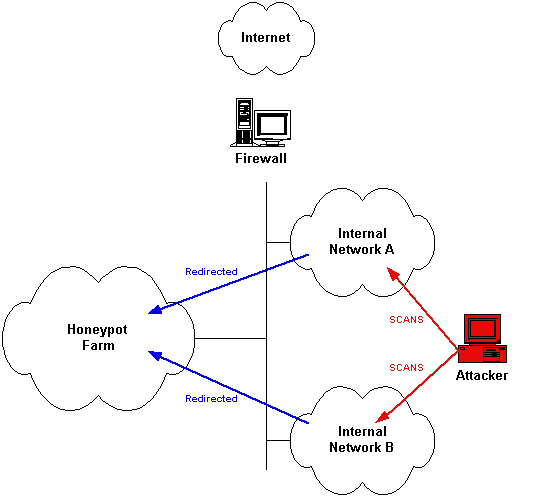 Internet
Firewall
Internal
Network A
Redirected
SCANS
Honeypot
Farm
SCANS
Attacker
Redirected
Internal
Network B